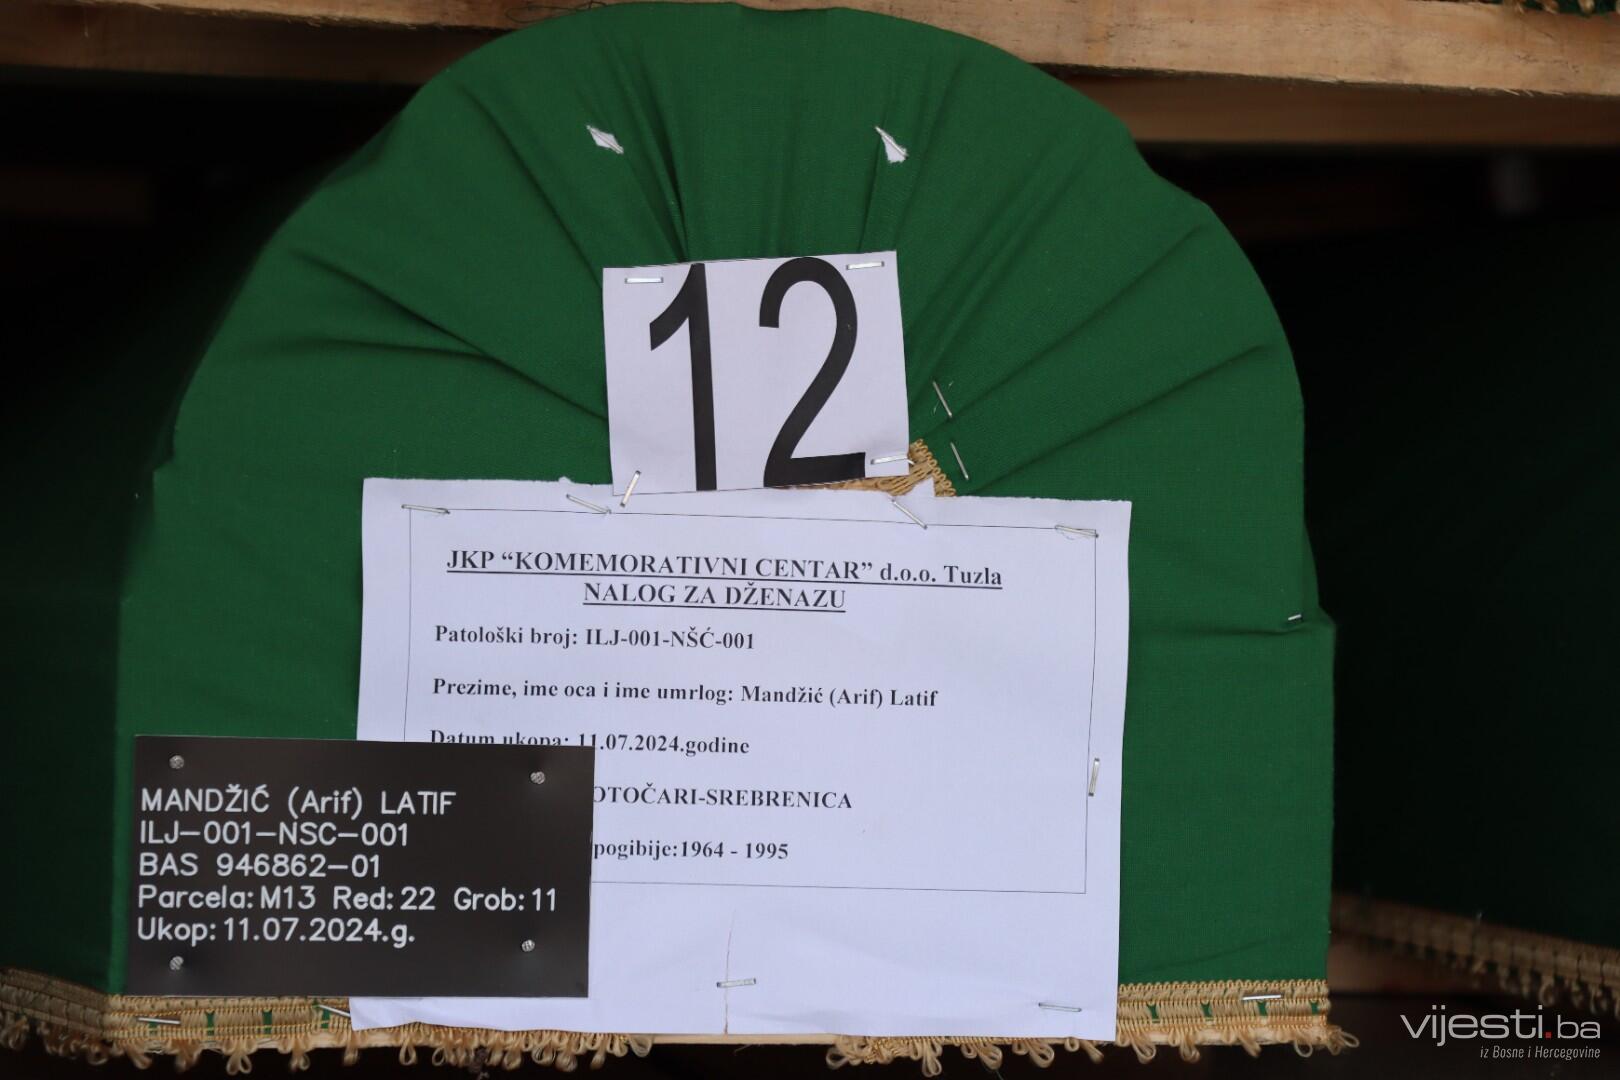 12
JKP “KOMEMORATIVNI CENTAR” d.o.o. Tuzla
NALOG ZA DŽENAZU
Patološki broj: ILJ-001-NŠĆ-001
Prezime, ime oca i ime umrlog: Mandžić (Arif) Latif
Datum ukopa: 11.07.2024.godine
OTOČARI-SREBRENICA
pogibije:1964 - 1995
MANDŽIĆ (Arif) LATIF
ILJ-001-NSC-001
BAS 946862-01
Parcela: M13 Red: 22 Grob: 11
Ukop: 11.07.2024.g.
vijesti.ba
iz Bosne i Hercegovine